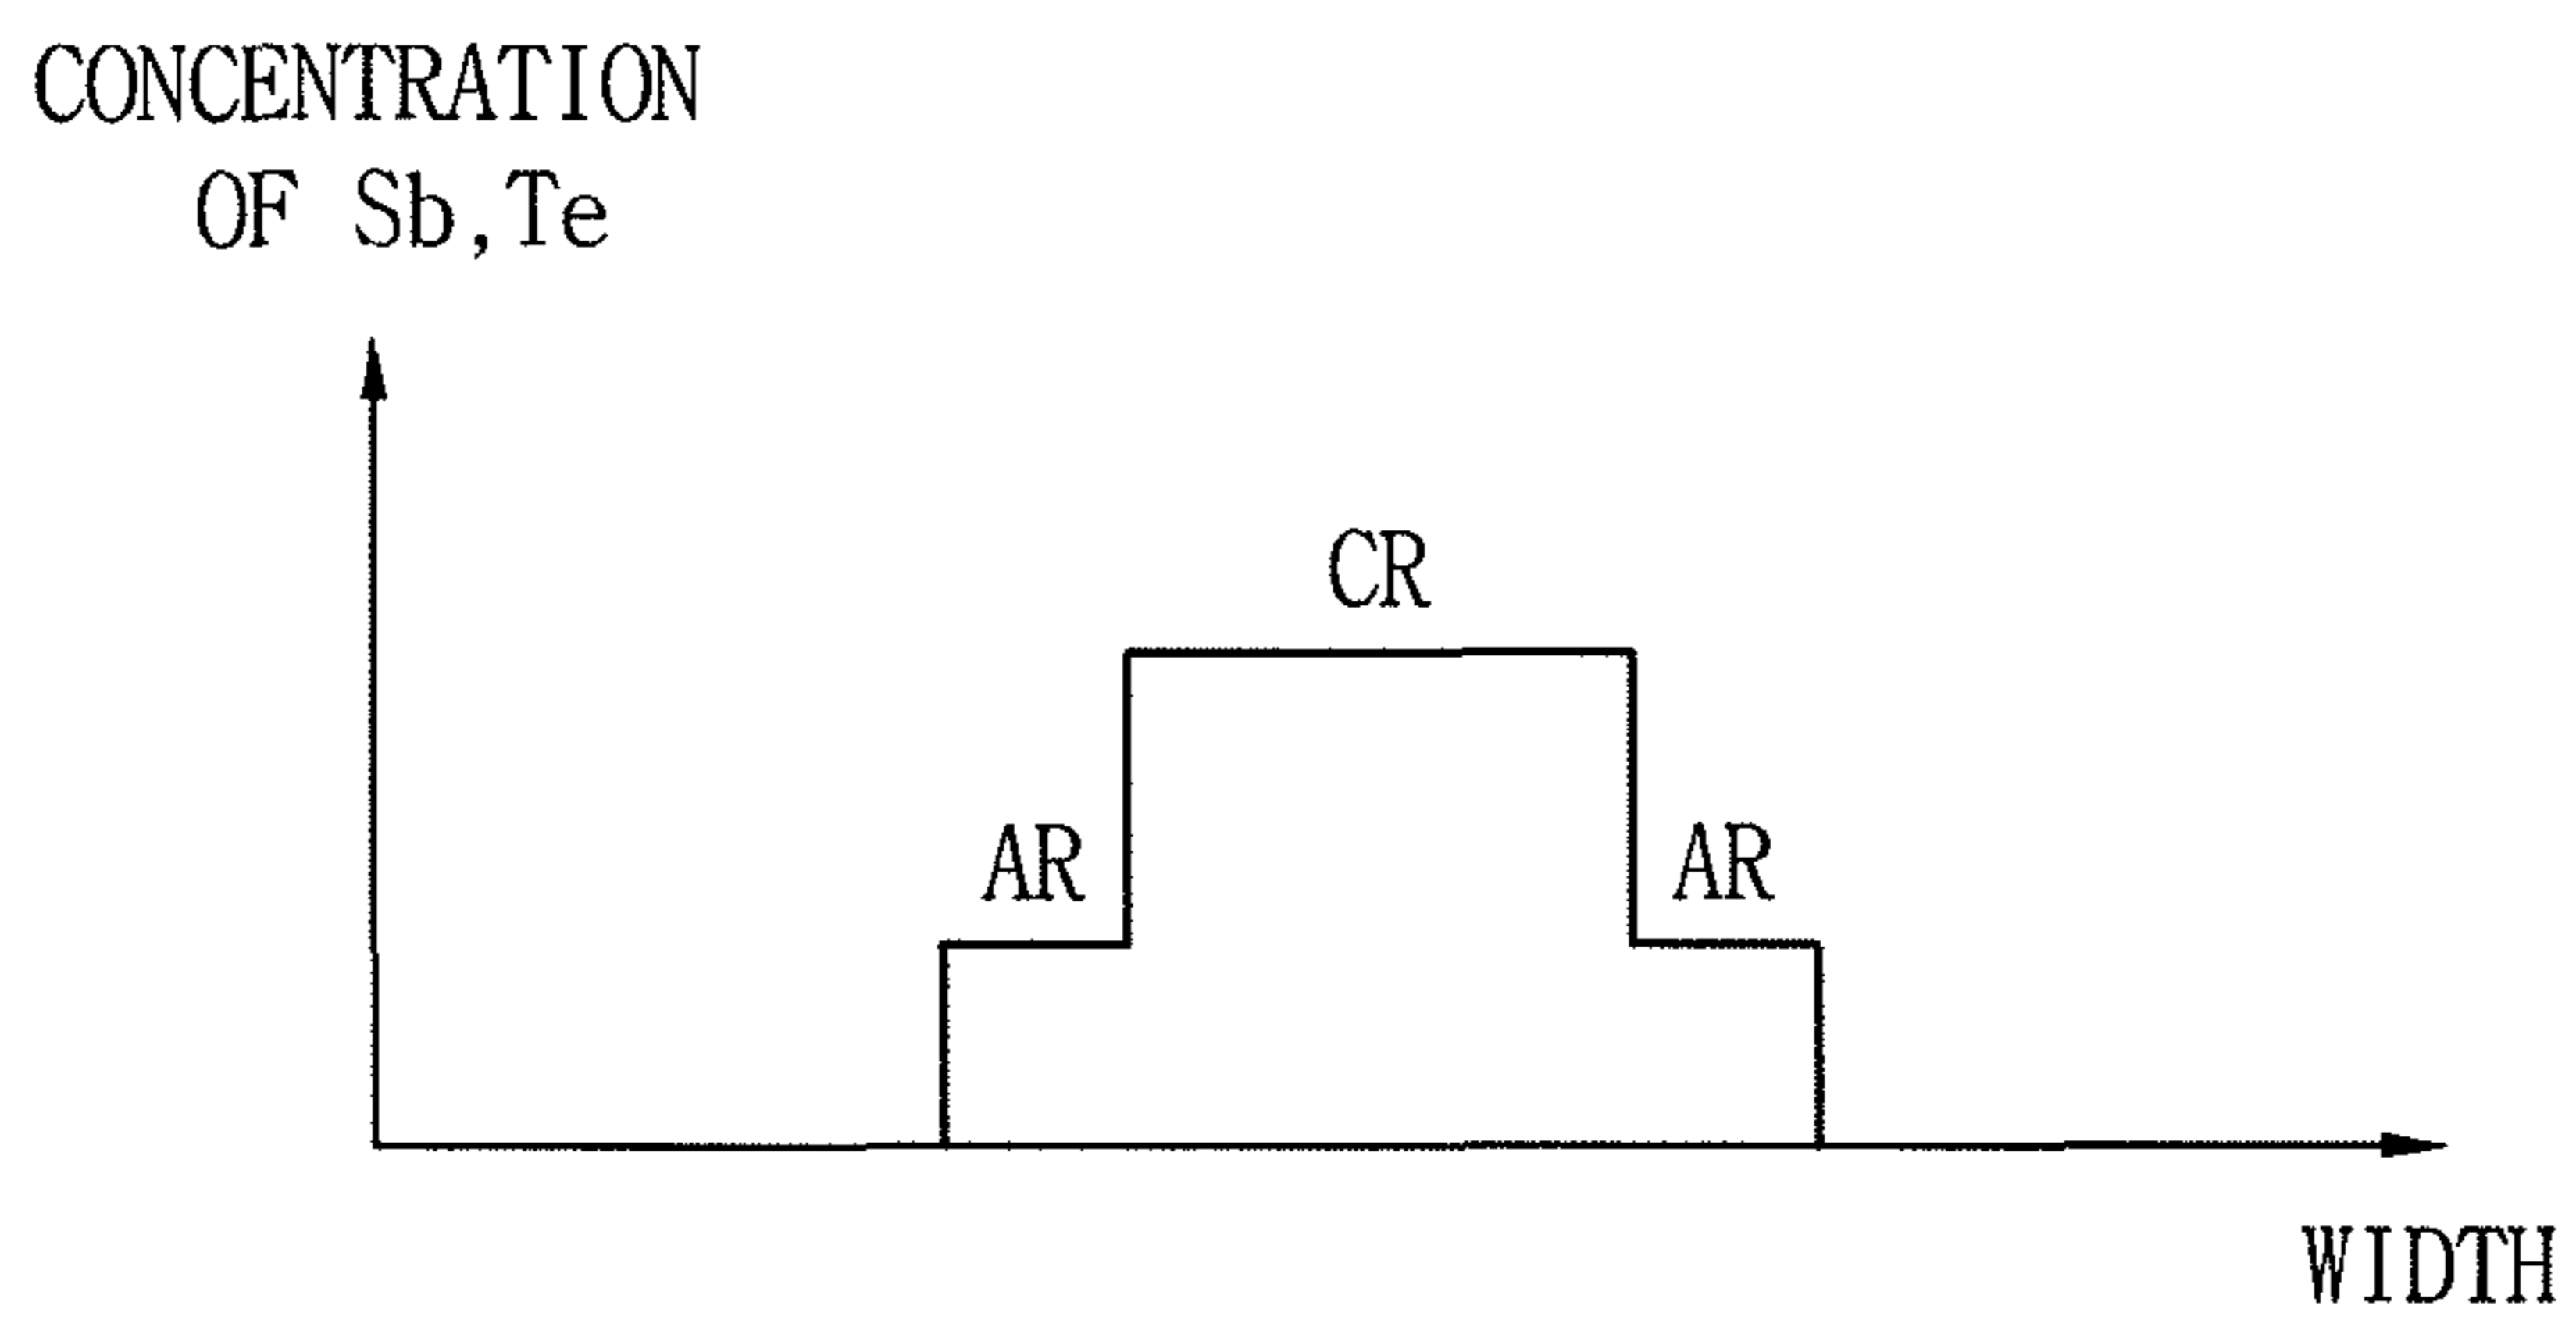 CONCENTRATION
OF Sb,Te
CR
AR
AR
WIDTH